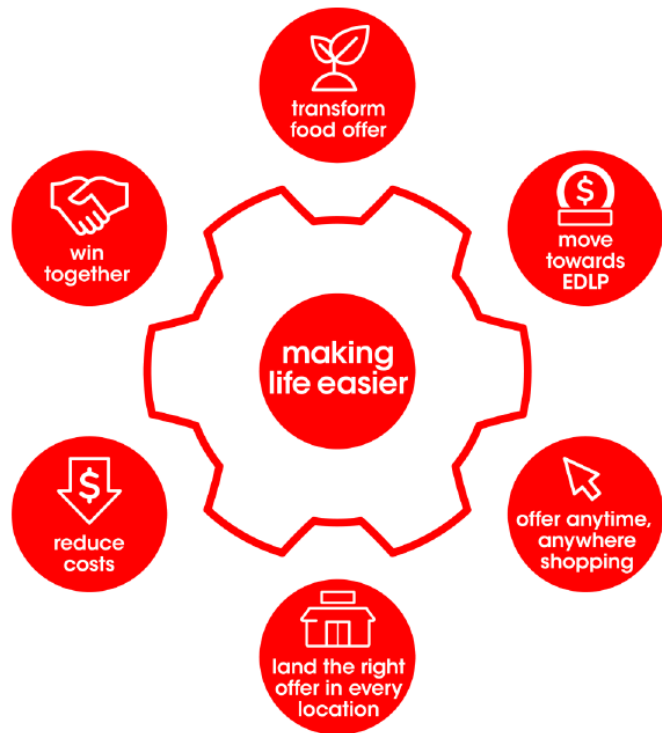 transform
food offer
$
move
towards
EDLP
offer anytime,
anywhere
shopping
land the right
offer in every
location
$
reduce
costs
win
together
making
life easier